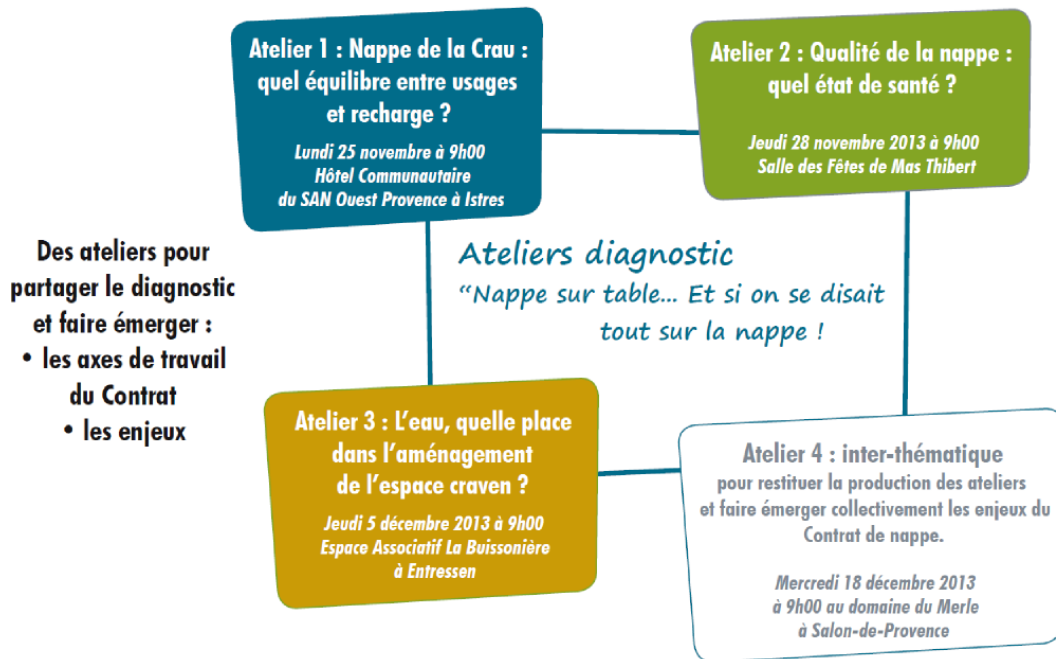 Atelier 1 : Nappe de la Crau :
quel équilibre entre usages
et recharge ?
Lundi 25 novembre à 9h00
Hôtel Communautaire
du SAN Ouest Provence à Istres
Atelier 2 : Qualité de la nappe :
quel état de santé ?
Jeudi 28 novembre 2013 à 9h00
Salle des Fêtes de Mas Thibert
Des ateliers pour
partager le diagnostic
et faire émerger :
• les axes de travail
du Contrat
• les enjeux
Ateliers diagnostic
“Nappe sur table... Et si on se disait
tout sur la nappe !
Atelier 3 : L’eau, quelle place
dans l’aménagement
de l’espace craven ?
Jeudi 5 décembre 2013 à 9h00
Espace Associatif La Buissonière
à Entressen
Atelier 4 : inter-thématique
pour restituer la production des ateliers
et faire émerger collectivement les enjeux du
Contrat de nappe.
Mercredi 18 décembre 2013
à 9h00 au domaine du Merle
à Salon-de-Provence